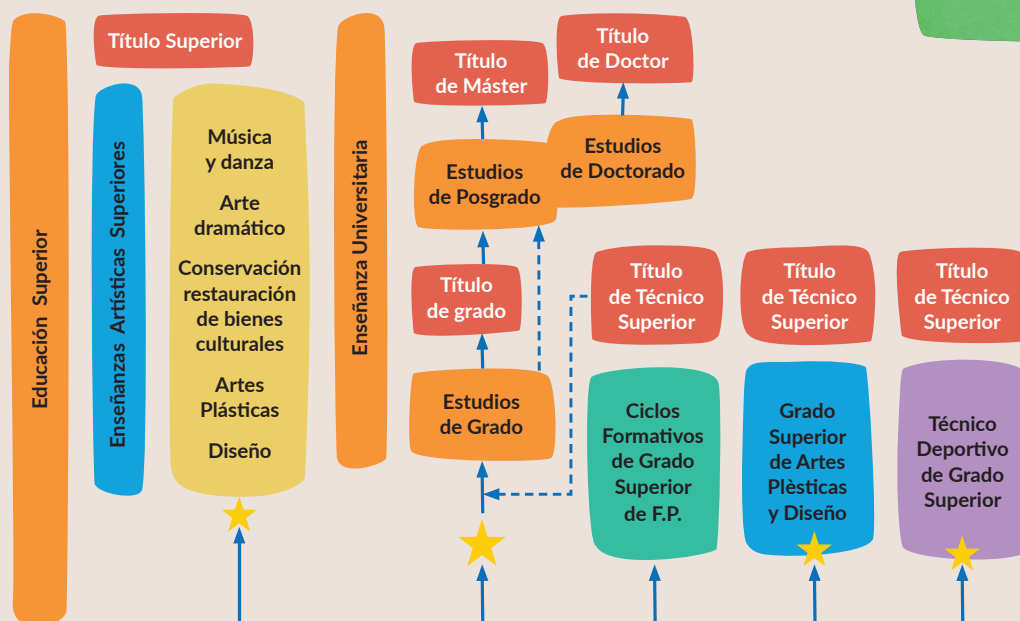 Educación Superior
Título Superior
Enseñanzas Artísticas Superiores
Música
y danza
Arte
dramático
Conservación
restauración
de bienes
culturales
Artes
Plásticas
Diseño
Enseñanza Universitaria
Título
de Máster
Título
de Doctor
Estudios
de Posgrado
Estudios
de Doctorado
Título
de grado
Estudios
de Grado
Título
de Técnico
Superior
Título
de Técnico
Superior
Título
de Técnico
Superior
Ciclos
Formativos
de Grado
Superior
de F.P.
Grado
Superior
de Artes
Plèsticas
y Diseño
Técnico
Deportivo
de Grado
Superior